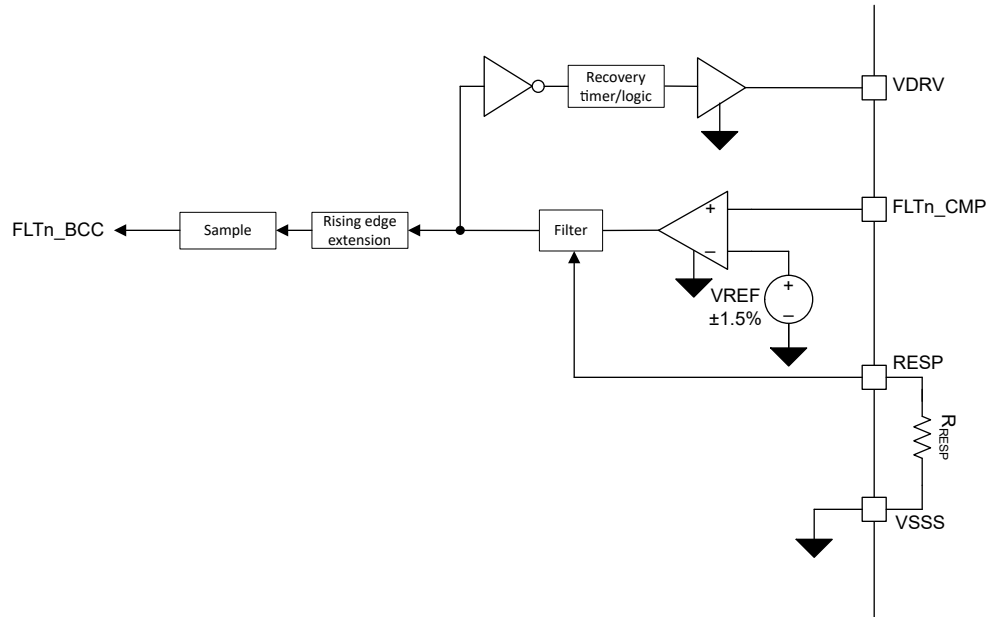 Recovery
timer/logic
VDRV
FLTn_CMP
FLTn_BCC
Sample
Rising edge
extension
Filter
+
–
VREF
±1.5%
+
–
RESP
RRESP
VSSS